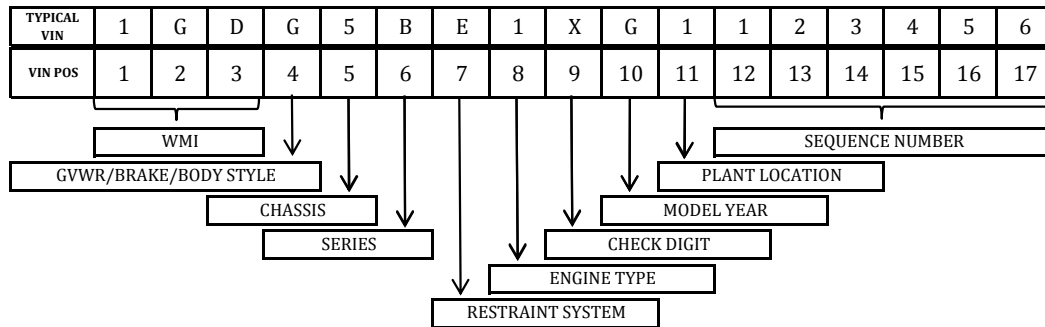 TYPICAL VIN 1 G D G 5 B E 1 X G 1 1 2 3 4 5 6
VIN POS 1 2 3 4 5 6 7 8 9 10 11 12 13 14 15 16 17
WMI SEQUENCE NUMBER
GVWR/BRAKE/BODY STYLE PLANT LOCATION
CHASSIS MODEL YEAR
SERIES CHECK DIGIT
ENGINE TYPE
RESTRAINT SYSTEM